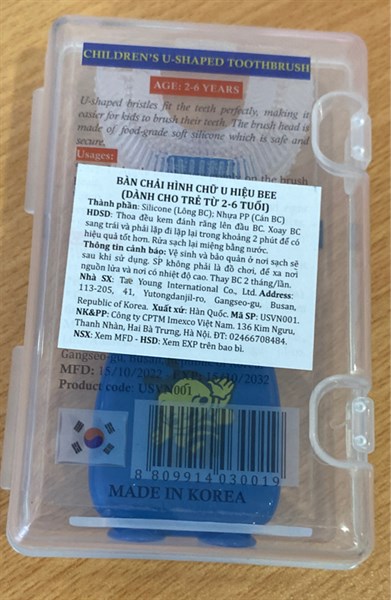 CHILDREN'S U-SHAPED TOOTHBRUSH
AGE: 2-6 YEARS
U-shaped bristles fit the teeth perfectly, making it
easier for kids to brush their teeth. The brush head is
made of food-grade soft silicone which is safe and
secure.
Usages:
on the brush
BÀN CHẢI HÌNH CHỮ U HIỆU BEE
(DÀNH CHO TRẺ TỪ 2-6 TUỔI)
Thành phần: Silicone (Lông BC); Nhựa PP (Cán BC)
HDSD: Thoa đều kem đánh răng lên đầu BC. Xoay BC
sang trái và phải lặp đi lặp lại trong khoảng 2 phút để có
hiệu quả tốt hơn. Rửa sạch lại miệng bằng nước.
Thông tin cảnh báo: Vệ sinh và bảo quản ở nơi sạch sẽ
sau khi sử dụng. SP không phải là đồ chơi, để xa nơi
nguồn lửa và nơi có nhiệt độ cao. Thay BC 2 tháng/lần.
Nhà SX: Tae Young International Co., Ltd. Address:
113-205, 41, Yutongdanjil-ro, Gangseo-gu, Busan,
Republic of Korea. Xuất xứ: Hàn Quốc. Mã SP: USVN001.
NK&PP: Công ty CPTM Imexco Việt Nam. 136 Kim Ngưu,
Thanh Nhàn, Hai Bà Trưng, Hà Nội. ĐT: 02466708484.
NSX: Xem MFD - HSD: Xem EXP trên bao bì.
Gangseo-gu, Busan,
MFD: 15/10/2022 - EXP: 15/10/2032
Product code: USVN001
8 809914 030019
MADE IN KOREA